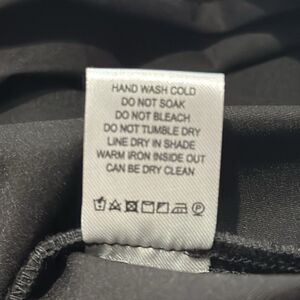 HAND WASH COLD
DO NOT SOAK
DO NOT BLEACH
DO NOT TUMBLE DRY
LINE DRY IN SHADE
WARM IRON INSIDE OUT
CAN BE DRY CLEAN